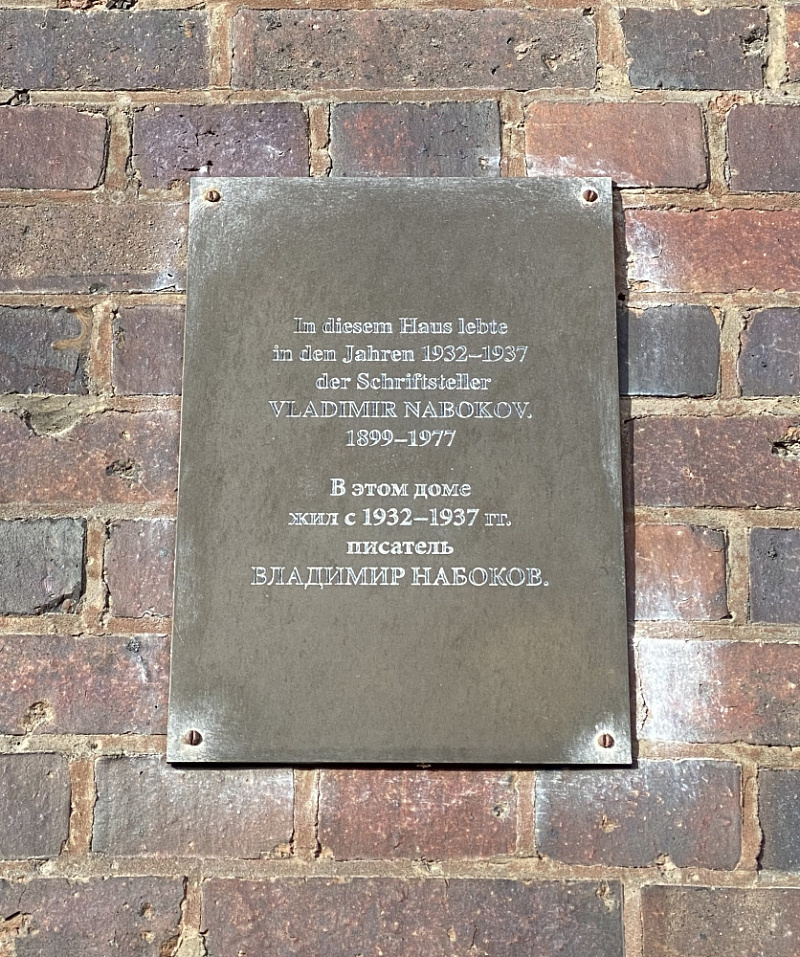 In diesem Haus lebte
in den Jahren 1932–1937
der Schriftsteller
VLADIMIR NABOKOV.
1899–1977
В этом доме
жил с 1932–1937 гг.
писатель
ВЛАДИМИР НАБОКОВ.